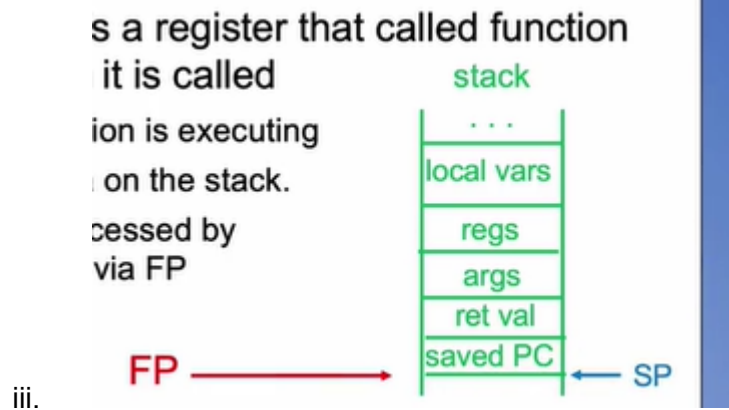 s a register that called function
it is called
ion is executing
on the stack.
cessed by
via FP
stack
. . .
local vars
regs
args
ret val
saved PC
FP
SP
iii.